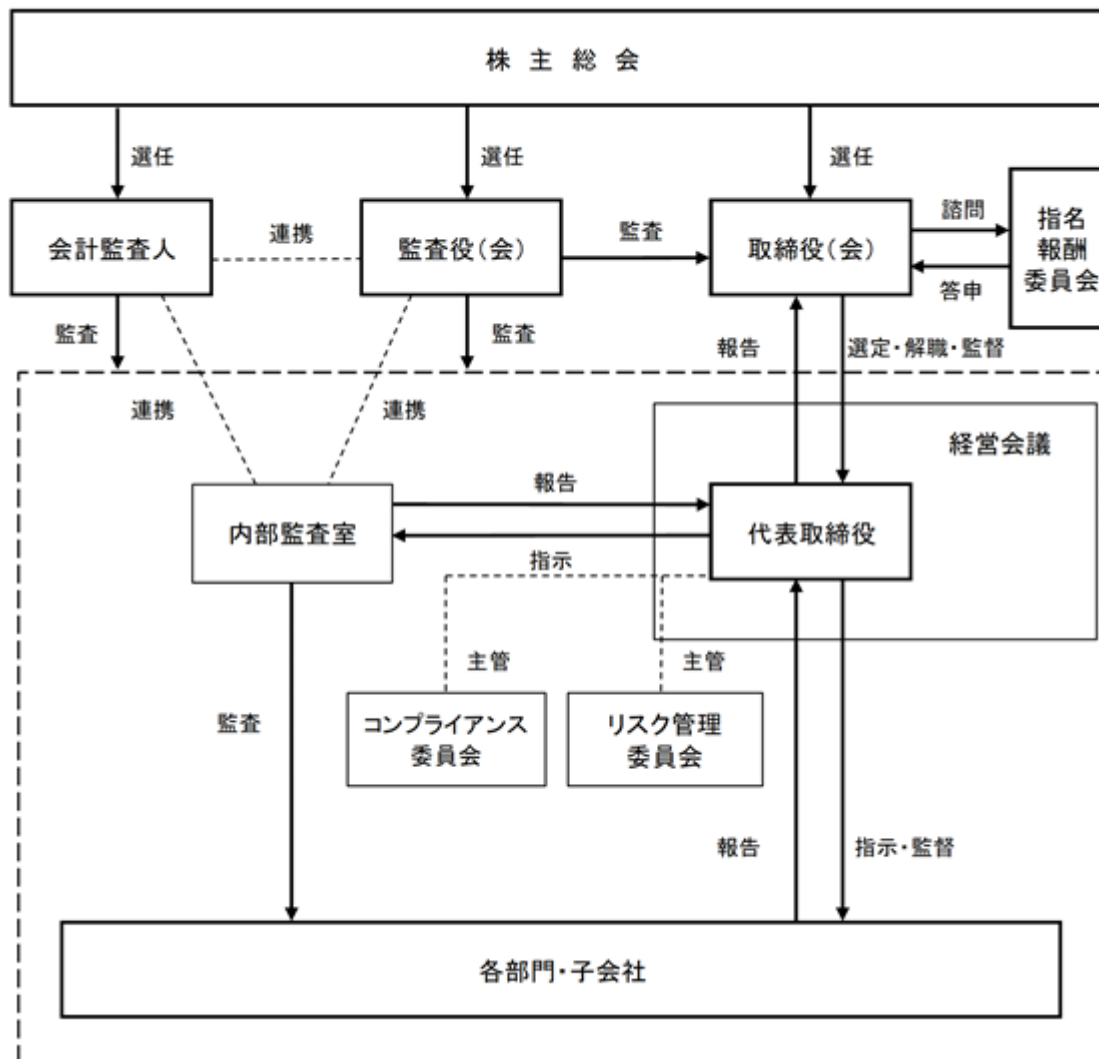 株主総会
選任
選任
選任
会計監査人
連携
監査役(会)
監査
取締役(会)
諮問
答申
指名
報酬
委員会
監査
監査
報告
選定・解職・監督
連携
連携
経営会議
内部監査室
報告
指示
代表取締役
主管
主管
監査
コンプライアンス
委員会
リスク管理
委員会
報告
指示・監督
各部門・子会社